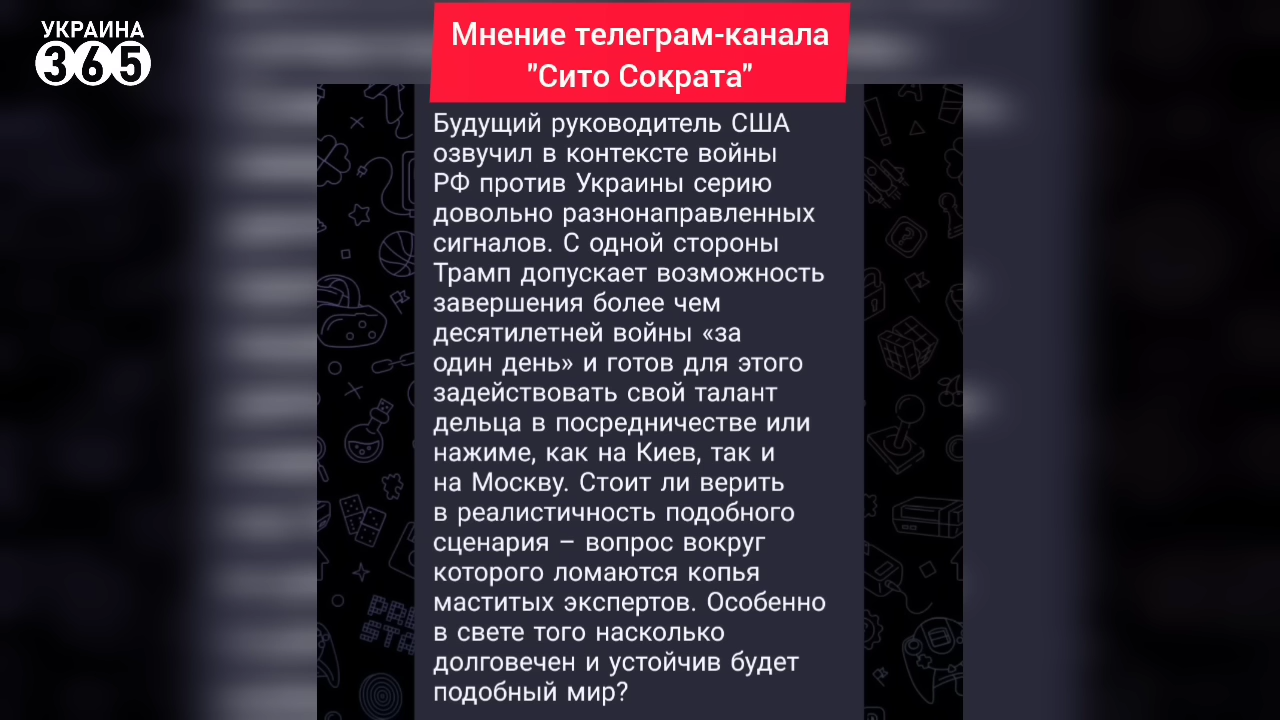 УКРАИНА
365
Мнение телеграм-канала
"Сито Сократа"
Будущий руководитель США
озвучил в контексте войны
РФ против Украины серию
довольно разнонаправленных
сигналов. С одной стороны
Трамп допускает возможность
завершения более чем
десятилетней войны «за
один день» и готов для этого
задействовать свой талант
дельца в посредничестве или
нажиме, как на Киев, так и
на Москву. Стоит ли верить
в реалистичность подобного
сценария – вопрос вокруг
которого ломаются копья
маститых экспертов. Особенно
в свете того насколько
долговечен и устойчив будет
подобный мир?